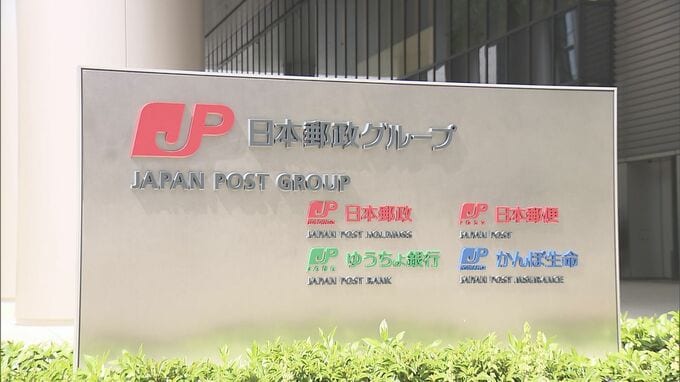 JP 日本郵政グループ
JAPAN POST GROUP
JP 日本郵政
JAPAN POST HOLDINGS
JP 日本郵便
JAPAN POST
JP ゆうちょ銀行
JAPAN POST BANK
JP かんぽ生命
JAPAN POST INSURANCE